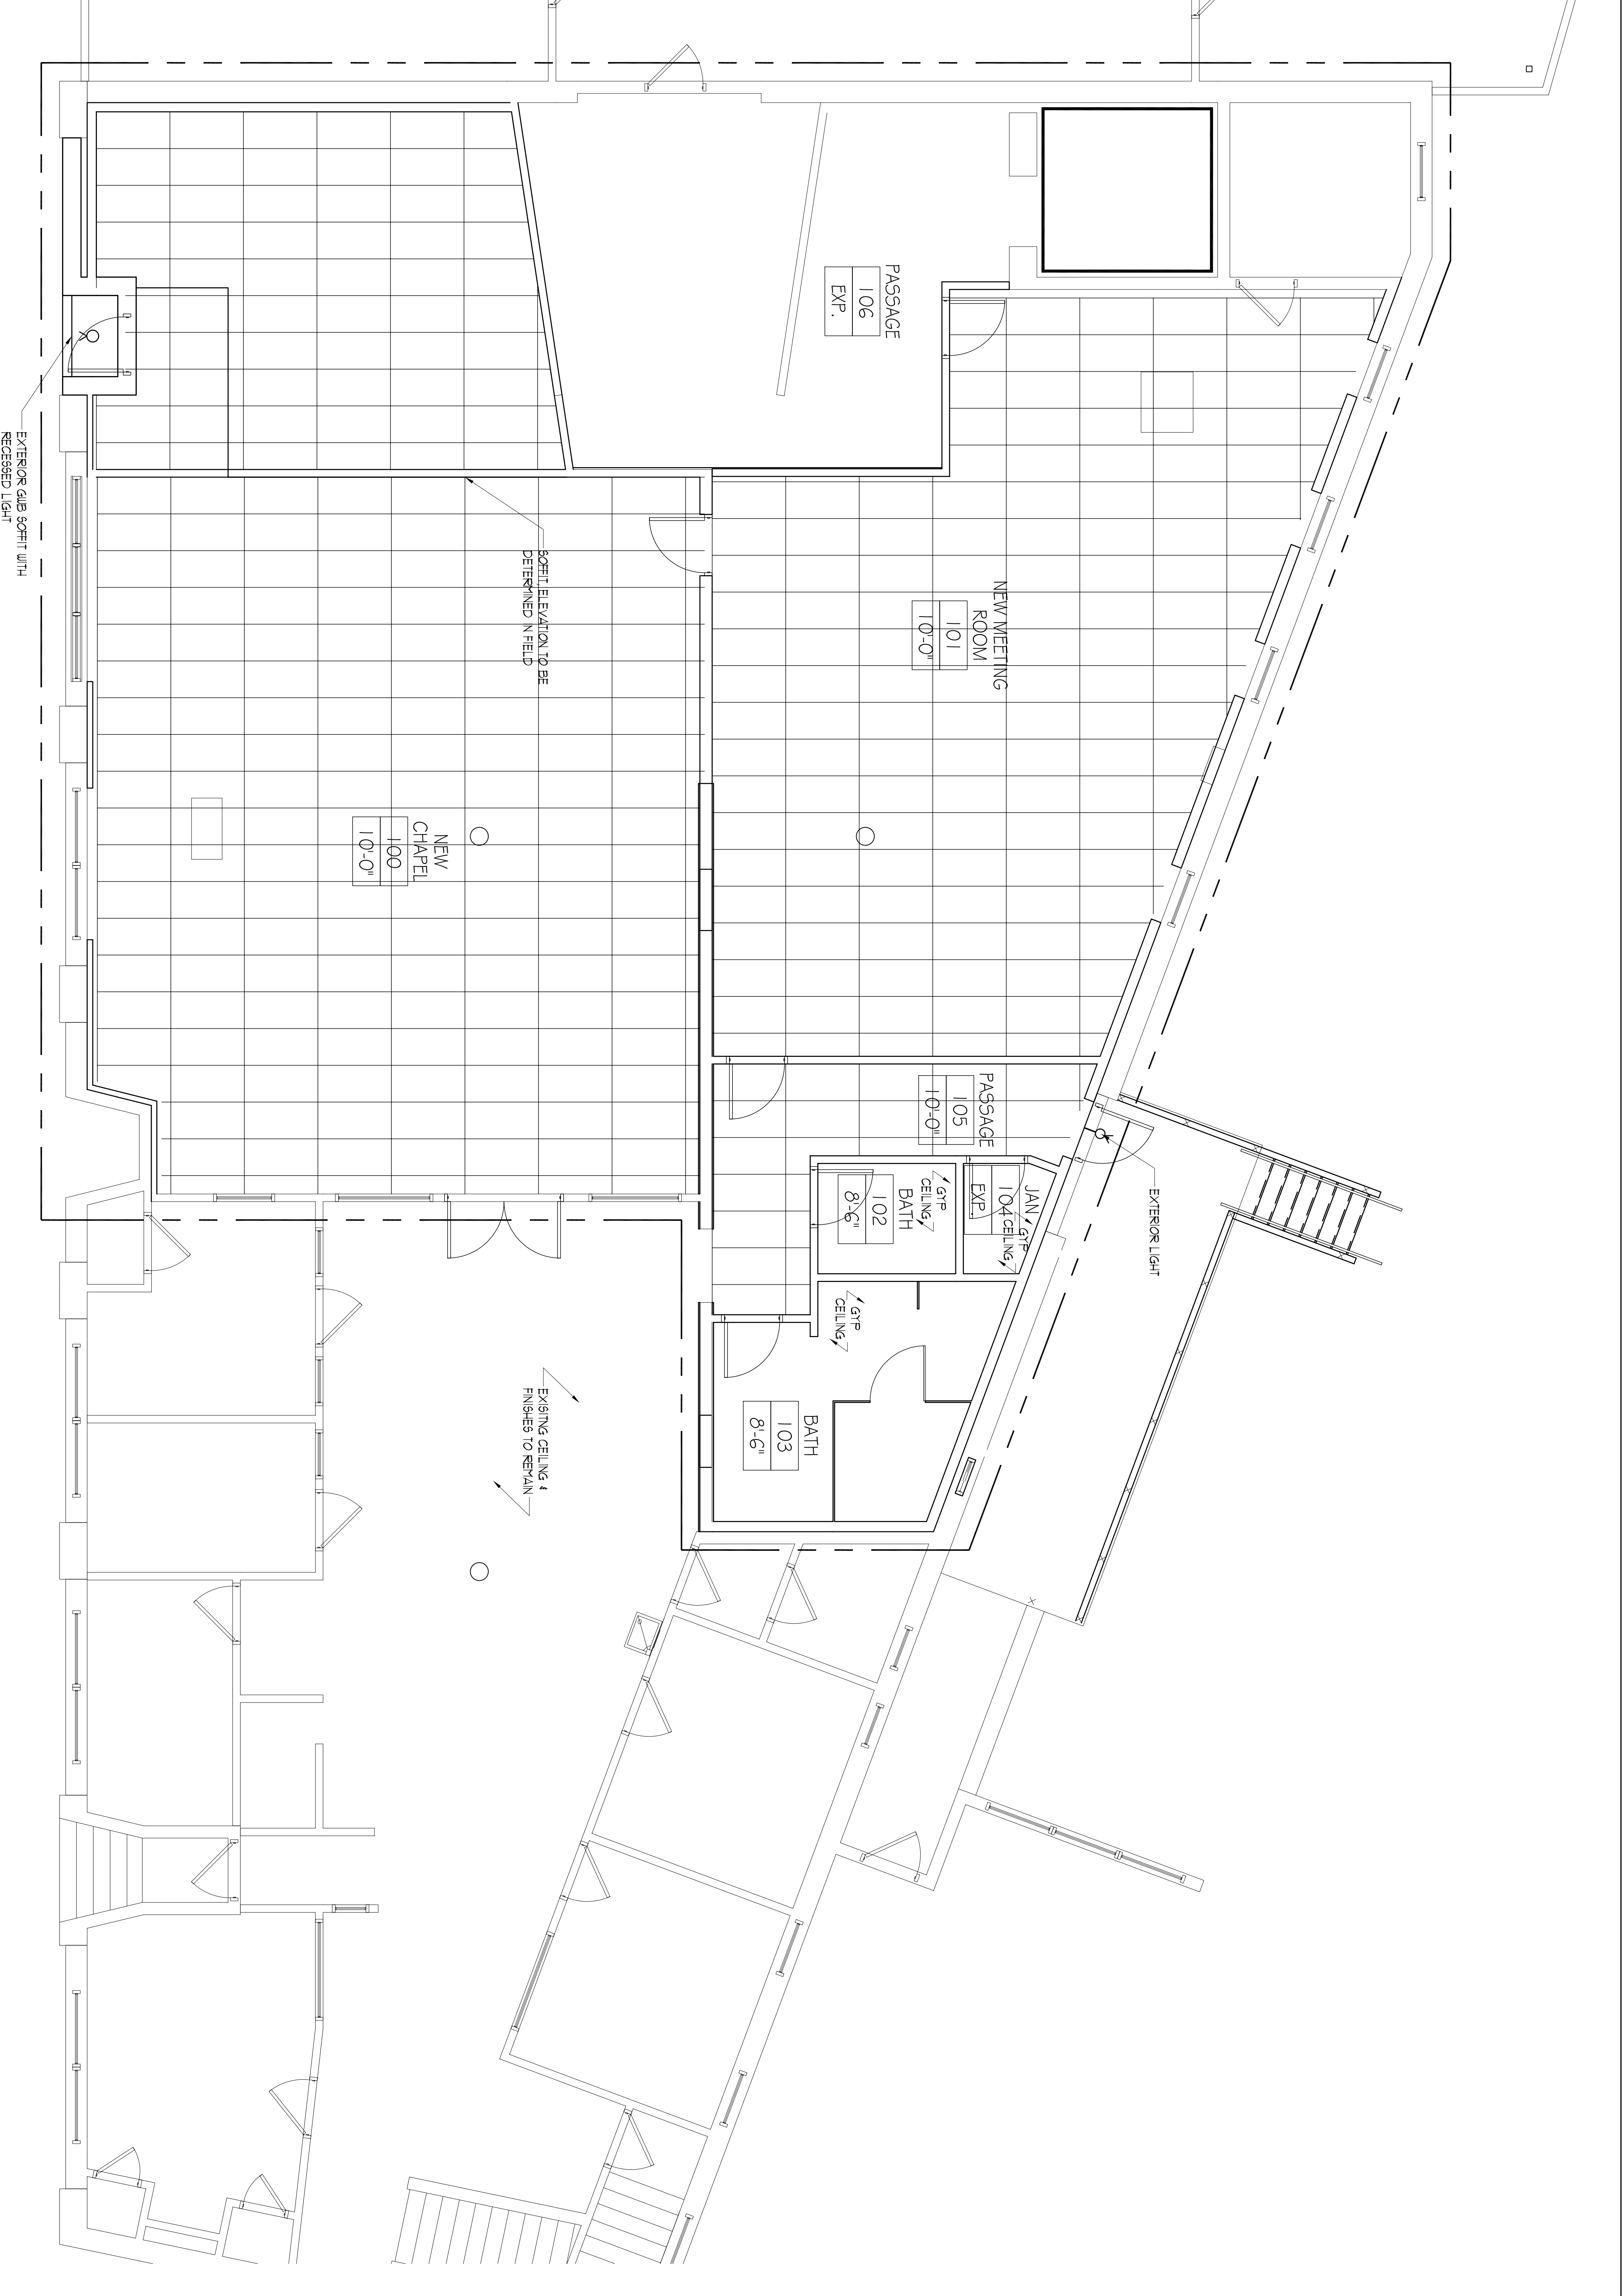 PASSAGE
106
EXP.
NEW MEETING
ROOM
101
10'-0"
SOFFIT, ELEVATION TO BE
DETERMINED IN FIELD
EXTERIOR GWB SOFFIT WITH
RECESSED LIGHT
NEW
CHAPEL
100
10'-0"
PASSAGE
105
10'-0"
EXTERIOR LIGHT
JAN
104
EXP.
GYP
CEILING
GYP
CEILING
BATH
102
8'-6"
GYP
CEILING
BATH
103
8'-6"
EXISITNG CEILING &
FINISHES TO REMAIN